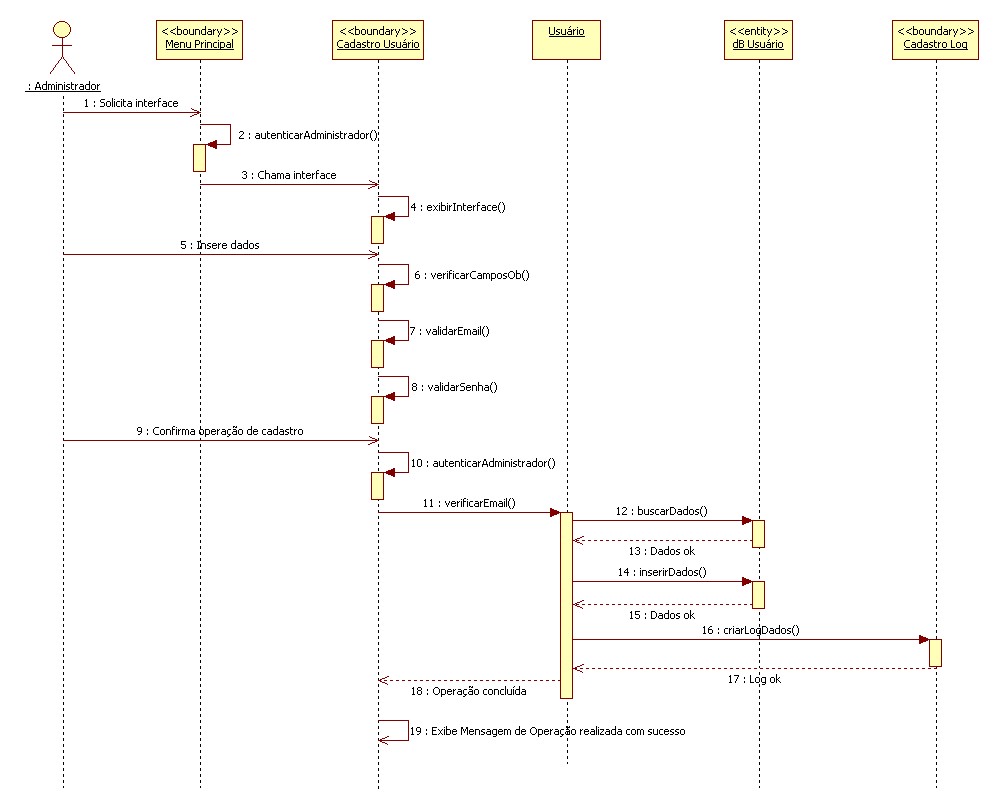 <<boundary>>
Menu Principal
<<boundary>>
Cadastro Usuário
Usuário
<<entity>>
dB Usuário
<<boundary>>
Cadastro Log
: Administrador
1 : Solicita interface
2 : autenticarAdministrador()
3 : Chama interface
4 : exibirInterface()
5 : Insere dados
6 : verificarCamposOb()
7 : validarEmail()
8 : validarSenha()
9 : Confirma operação de cadastro
10 : autenticarAdministrador()
11 : verificarEmail()
12 : buscarDados()
13 : Dados ok
14 : inserirDados()
15 : Dados ok
16 : criarLogDados()
17 : Log ok
18 : Operação concluída
19 : Exibe Mensagem de Operação realizada com sucesso